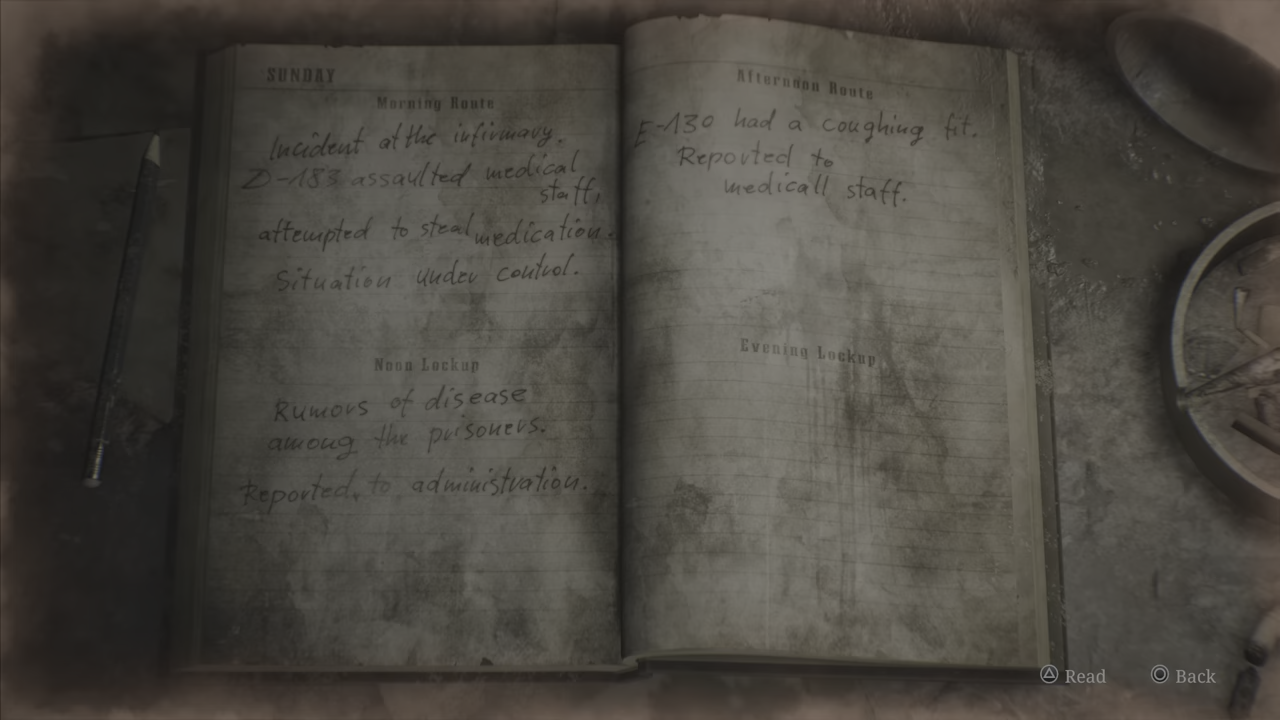 SUNDAY
Morning Route
Incident at the infirmary.
D-183 assaulted medical
staff,
attempted to steal medication.
Situation under control.
Noon Lockup
Rumors of disease
among the prisoners.
Reported to administration.
Afternoon Route
E-130 had a coughing fit.
Reported to
medicall staff.
Evening Lockup
Read
Back